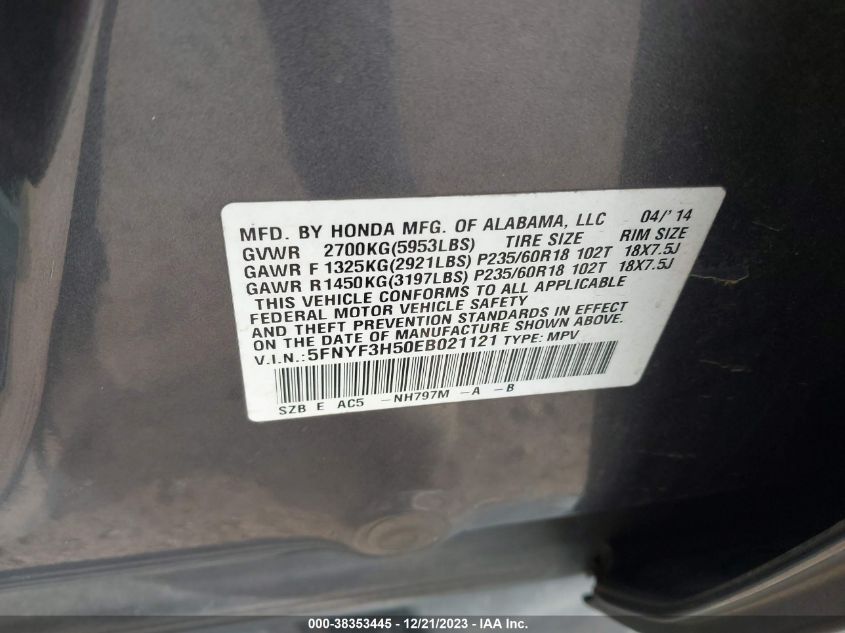 MFD. BY HONDA MFG. OF ALABAMA, LLC 04/'14
GVWR 2700KG(5953LBS) TIRE SIZE RIM SIZE
GAWR F 1325KG(2921LBS) P235/60R18 102T 18X7.5J
GAWR R1450KG(3197LBS) P235/60R18 102T 18X7.5J
THIS VEHICLE CONFORMS TO ALL APPLICABLE
FEDERAL MOTOR VEHICLE SAFETY
AND THEFT PREVENTION STANDARDS IN EFFECT
ON THE DATE OF MANUFACTURE SHOWN ABOVE.
V.I.N.:5FNYF3H50EB021121 TYPE: MPV
SZB E AC5 -NH797M -A -B
000-38353445 - 12/21/2023 - IAA Inc.